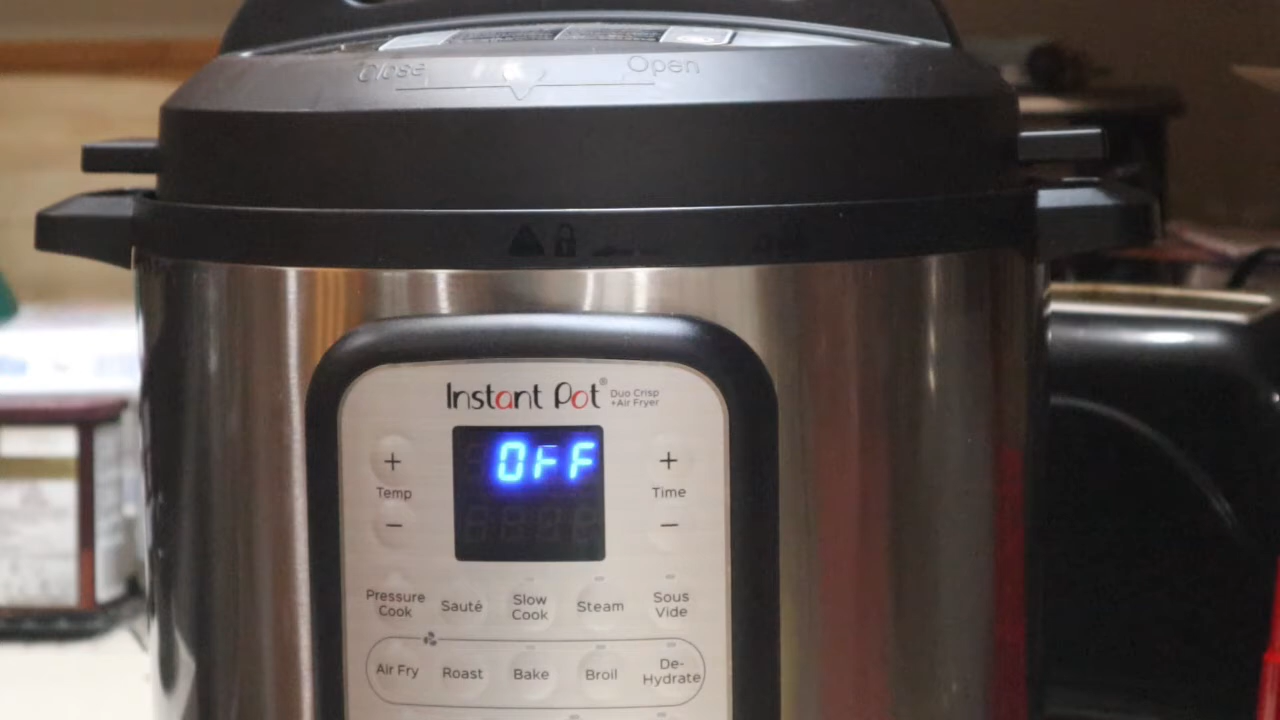 Close Open
Instant Pot®
Duo Crisp
+Air Fryer
OFF
+ +
Temp Time
− −
Pressure
Cook
Sauté
Slow
Cook
Steam
Sous
Vide
Air Fry
Roast
Bake
Broil
De-
Hydrate